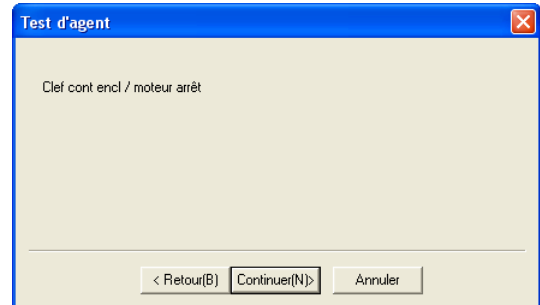 Test d'agent
Clef cont encl / moteur arrêt
< Retour(B) Continuer(N)> Annuler